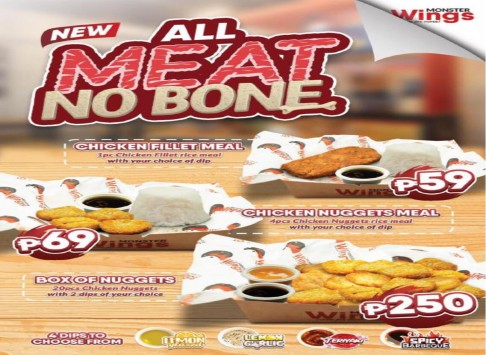 MONSTER
Wings
NEW ALL
MEAT
NO BONE
CHICKEN FILLET MEAL
1pc Chicken Fillet rice meal
with your choice of dip
₱59
CHICKEN NUGGETS MEAL
4pcs Chicken Nuggets rice meal
with your choice of dip
₱69
BOX OF NUGGETS
20pcs Chicken Nuggets
with 2 dips of your choice
₱250
4 DIPS TO
CHOOSE FROM
LEMON
LEMON
GARLIC
TERIYAKI
SPICY
BARBEQUE